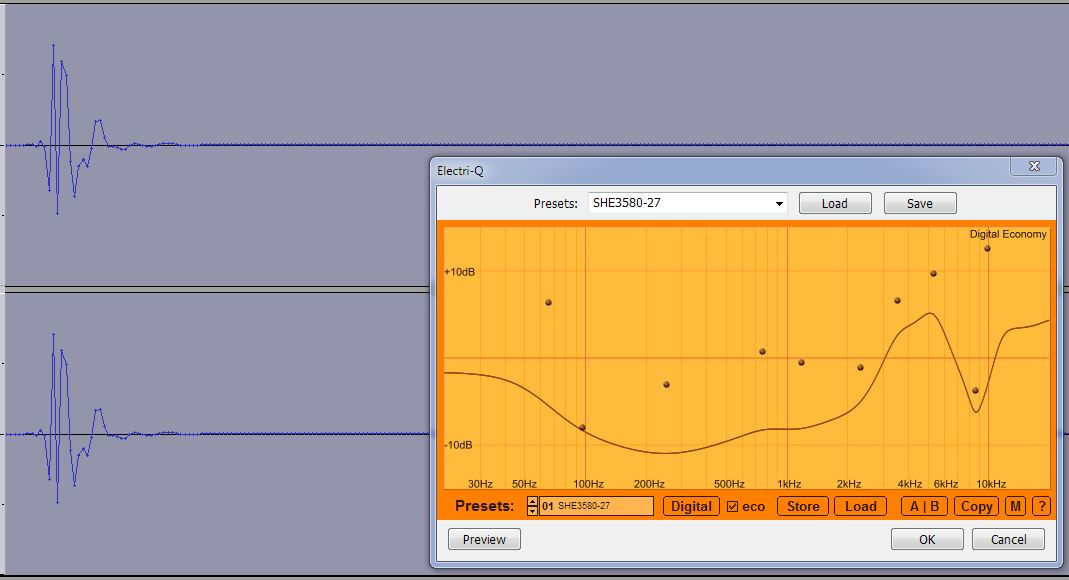 Electri-Q
Presets: SHE3580-27 Load Save
Digital Economy
+10dB
-10dB
30Hz 50Hz 100Hz 200Hz 500Hz 1kHz 2kHz 4kHz 6kHz 10kHz
Presets: 01 SHE3580-27 Digital eco Store Load A | B Copy M ?
Preview OK Cancel